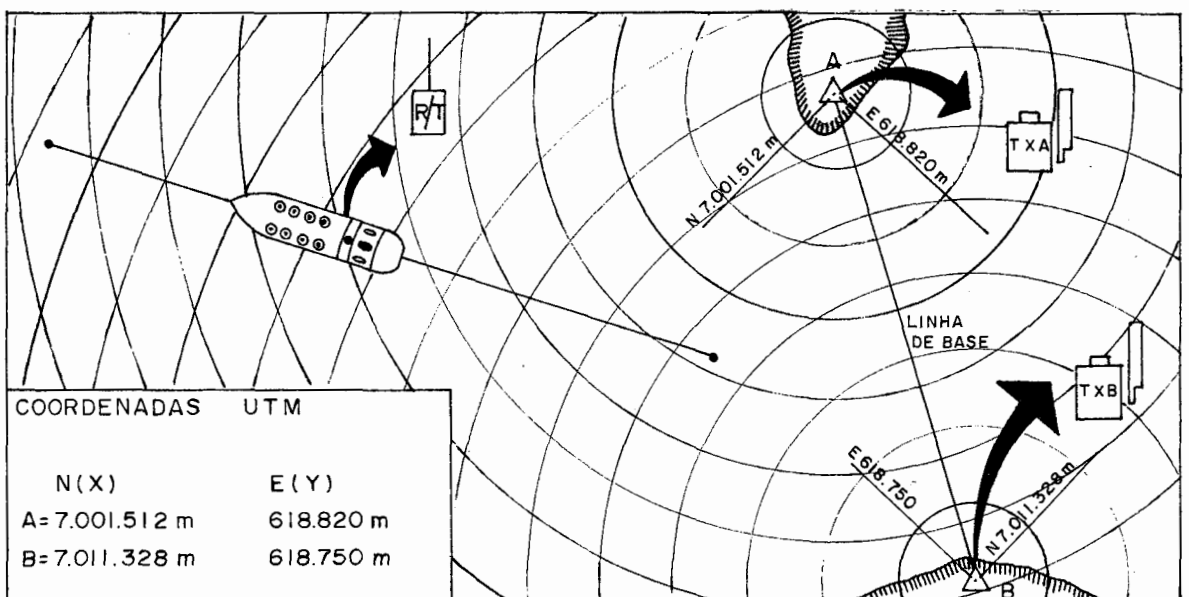 A
R/T
TXA
E 618.820 m
N 7.001.512 m
LINHA
DE BASE
TXB
E 618.750
N 7.011.328 m
B
COORDENADAS UTM
N(X) E(Y)
A= 7.001.512 m 618.820 m
B= 7.011.328 m 618.750 m